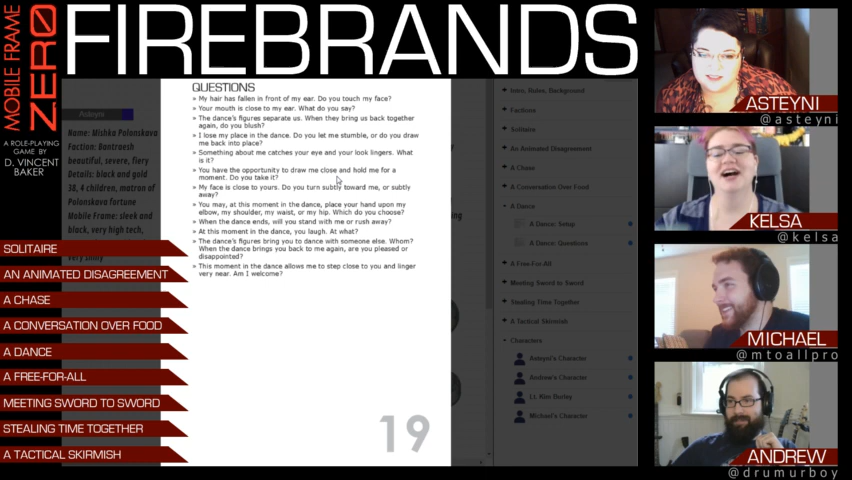 MOBILE FRAME
ZERO
A ROLE-PLAYING
GAME BY
D. VINCENT
BAKER
FIREBRANDS
SOLITAIRE
AN ANIMATED DISAGREEMENT
A CHASE
A CONVERSATION OVER FOOD
A DANCE
A FREE-FOR-ALL
MEETING SWORD TO SWORD
STEALING TIME TOGETHER
A TACTICAL SKIRMISH
Asteyni
Name: Mishka Polonskava
Faction: Bantraesh
beautiful, severe, fiery
Details: black and gold
38, 4 children, matron of
Polonskava fortune
Mobile Frame: sleek and
black, very high tech,
very shiny
QUESTIONS
» My hair has fallen in front of my ear. Do you touch my face?
» Your mouth is close to my ear. What do you say?
» The dance's figures separate us. When they bring us back together
again, do you blush?
» I lose my place in the dance. Do you let me stumble, or do you draw
me back into place?
» Something about me catches your eye and your look lingers. What
is it?
» You have the opportunity to draw me close and hold me for a
moment. Do you take it?
» My face is close to yours. Do you turn subtly toward me, or subtly
away?
» You may, at this moment in the dance, place your hand upon my
elbow, my shoulder, my waist, or my hip. Which do you choose?
» When the dance ends, will you stand with me or rush away?
» At this moment in the dance, you laugh. At what?
» The dance's figures bring you to dance with someone else. Whom?
When the dance brings you back to me again, are you pleased or
disappointed?
» This moment in the dance allows me to step close to you and linger
very near. Am I welcome?
19
Intro, Rules, Background
Factions
Solitaire
An Animated Disagreement
A Chase
A Conversation Over Food
A Dance
A Dance: Setup
A Dance: Questions
A Free-For-All
Meeting Sword to Sword
Stealing Time Together
A Tactical Skirmish
Characters
Asteyni's Character
Andrew's Character
Michael's Character
ASTEYNI
@asteyni
KELSA
@kelsa
MICHAEL
@mtoallpro
ANDREW
@drumurboy